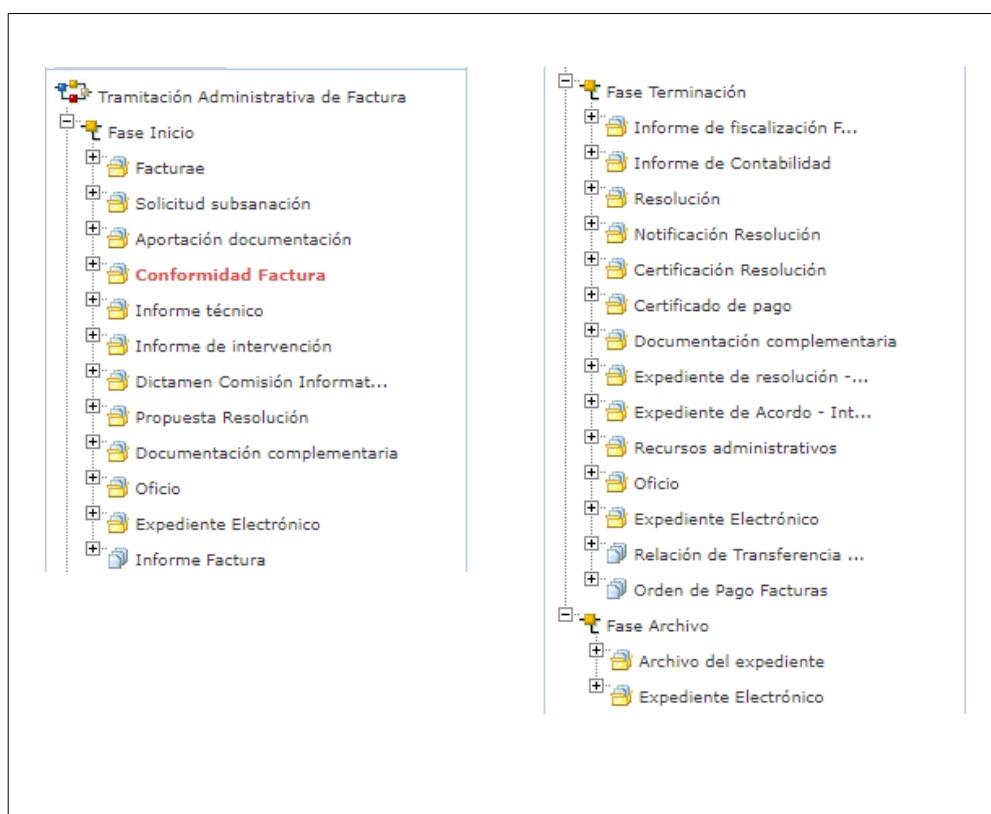 Tramitación Administrativa de Factura
Fase Inicio
Facturae
Solicitud subsanación
Aportación documentación
Conformidad Factura
Informe técnico
Informe de intervención
Dictamen Comisión Informat...
Propuesta Resolución
Documentación complementaria
Oficio
Expediente Electrónico
Informe Factura
Fase Terminación
Informe de fiscalización F...
Informe de Contabilidad
Resolución
Notificación Resolución
Certificación Resolución
Certificado de pago
Documentación complementaria
Expediente de resolución -...
Expediente de Acordo - Int...
Recursos administrativos
Oficio
Expediente Electrónico
Relación de Transferencia ...
Orden de Pago Facturas
Fase Archivo
Archivo del expediente
Expediente Electrónico